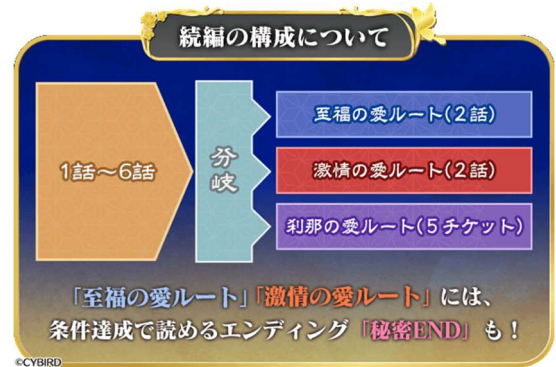 続編の構成について
1話～6話
分岐
至福の愛ルート(2話)
激情の愛ルート(2話)
刹那の愛ルート(5チケット)
「至福の愛ルート」「激情の愛ルート」には、
条件達成で読めるエンディング「秘密END」も！
©CYBIRD